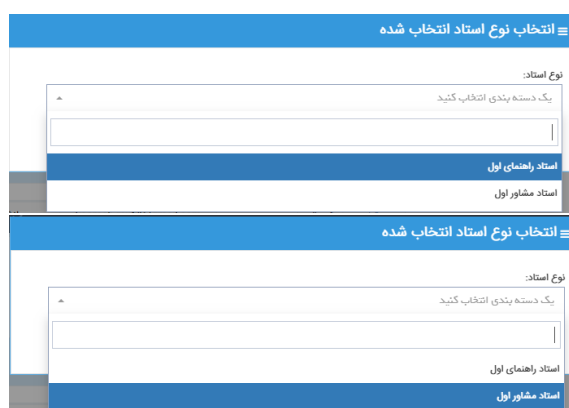 انتخاب نوع استاد انتخاب شده
نوع استاد:
یک دسته بندی انتخاب کنید
استاد راهنمای اول
استاد مشاور اول
انتخاب نوع استاد انتخاب شده
نوع استاد:
یک دسته بندی انتخاب کنید
استاد راهنمای اول
استاد مشاور اول